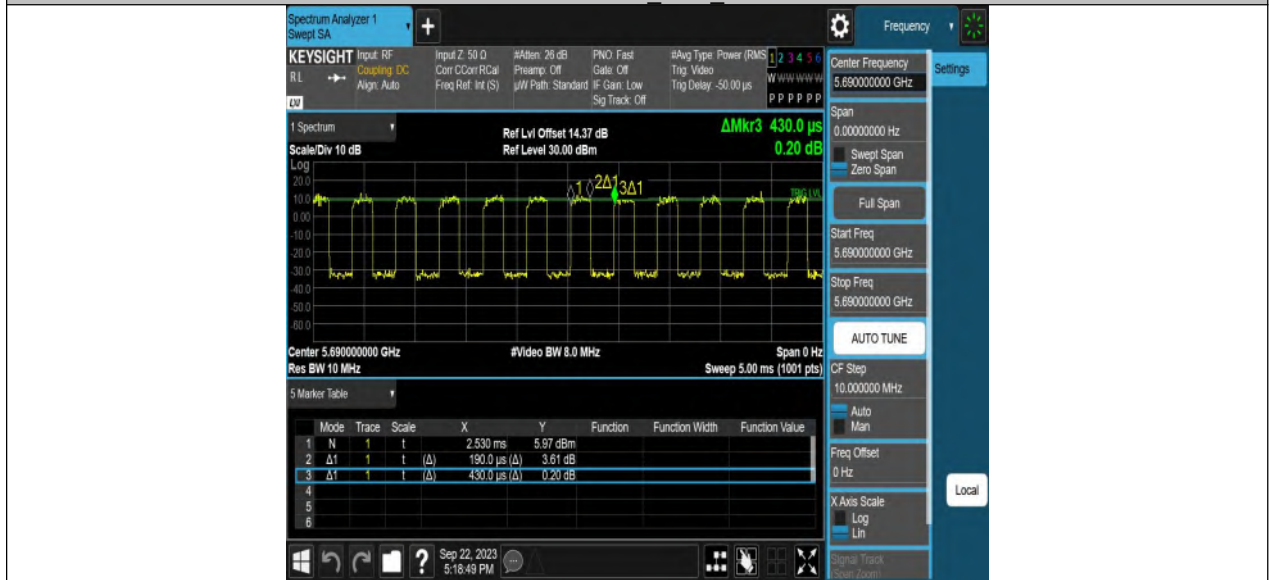 Spectrum Analyzer 1
Swept SA
+
Frequency
KEYSIGHT
RL
LXI
Input: RF
Coupling: DC
Align: Auto
Input Z: 50 Ω
Corr CCorr RCal
Freq Ref: Int (S)
#Atten: 26 dB
Preamp: Off
µW Path: Standard
PNO: Fast
Gate: Off
IF Gain: Low
Sig Track: Off
#Avg Type: Power (RMS
Trig: Video
Trig Delay: -50.00 µs
1 2 3 4 5 6
W W W W W W
P P P P P P
1 Spectrum
Scale/Div 10 dB
Ref Lvl Offset 14.37 dB
Ref Level 30.00 dBm
ΔMkr3 430.0 µs
0.20 dB
Log
20.0
10.0
0.00
-10.0
-20.0
-30.0
-40.0
-50.0
-60.0
1 2Δ1 3Δ1
TRIG LVL
Center 5.690000000 GHz
#Video BW 8.0 MHz
Span 0 Hz
Res BW 10 MHz
Sweep 5.00 ms (1001 pts)
5 Marker Table
Mode Trace Scale X Y Function Function Width Function Value
1 N 1 t 2.530 ms 5.97 dBm
2 Δ1 1 t (Δ) 190.0 µs (Δ) 3.61 dB
3 Δ1 1 t (Δ) 430.0 µs (Δ) 0.20 dB
4
5
6
?
Sep 22, 2023
5:18:49 PM
Center Frequency
5.690000000 GHz
Settings
Span
0.00000000 Hz
Swept Span
Zero Span
Full Span
Start Freq
5.690000000 GHz
Stop Freq
5.690000000 GHz
AUTO TUNE
CF Step
10.000000 MHz
Auto
Man
Freq Offset
0 Hz
X Axis Scale
Log
Lin
Local
Signal Track
(Span Zoom)